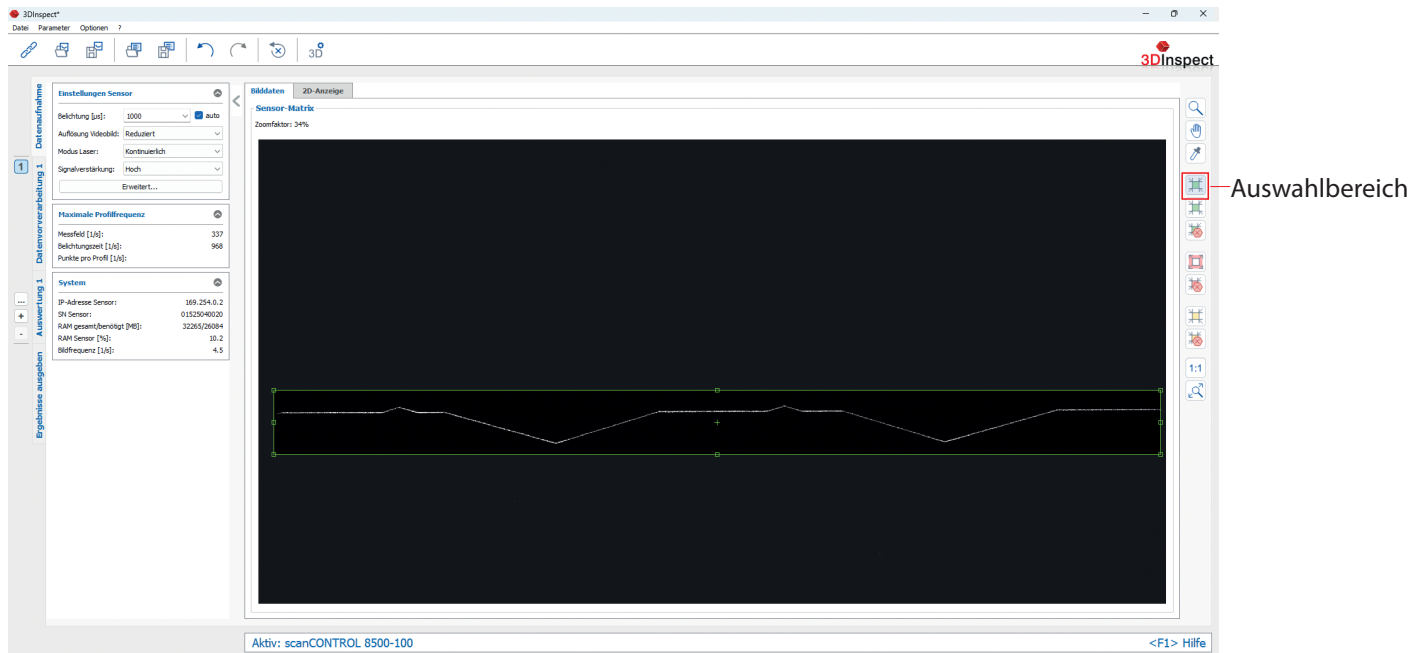 3DInspect*
Datei Parameter Optionen ?
3D
3DInspect
Datenaufnahme
Datenvorverarbeitung 1
Auswertung 1
Ergebnisse ausgeben
1
...
+
-
Einstellungen Sensor
Belichtung [µs]: 1000 auto
Auflösung Videobild: Reduziert
Modus Laser: Kontinuierlich
Signalverstärkung: Hoch
Erweitert...
Maximale Profilfrequenz
Messfeld [1/s]: 337
Belichtungszeit [1/s]: 968
Punkte pro Profil [1/s]:
System
IP-Adresse Sensor: 169.254.0.2
SN Sensor: 01525040020
RAM gesamt/benötigt [MB]: 32265/26084
RAM Sensor [%]: 10.2
Bildfrequenz [1/s]: 4.5
Bilddaten 2D-Anzeige
Sensor-Matrix
Zoomfaktor: 34%
Auswahlbereich
1:1
Aktiv: scanCONTROL 8500-100 <F1> Hilfe